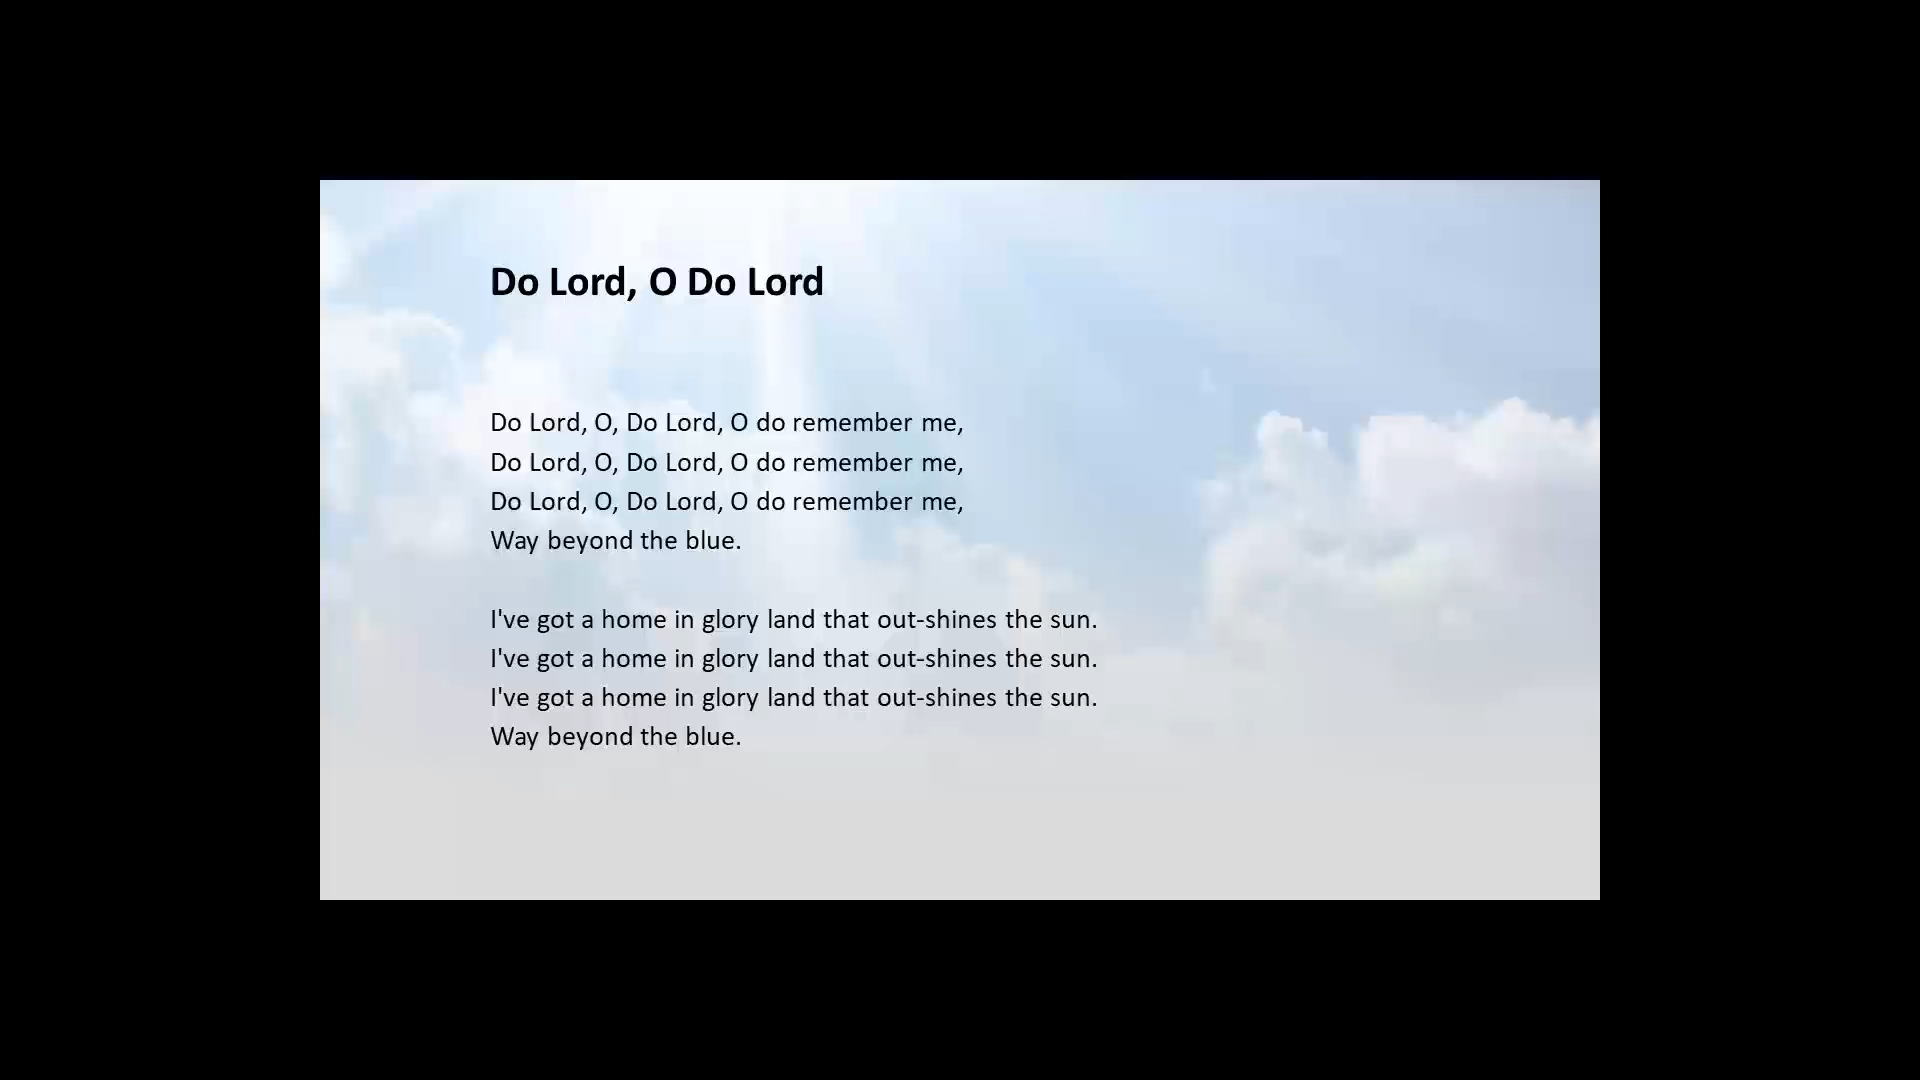 Do Lord, O Do Lord
Do Lord, O, Do Lord, O do remember me,
Do Lord, O, Do Lord, O do remember me,
Do Lord, O, Do Lord, O do remember me,
Way beyond the blue.
I've got a home in glory land that out-shines the sun.
I've got a home in glory land that out-shines the sun.
I've got a home in glory land that out-shines the sun.
Way beyond the blue.